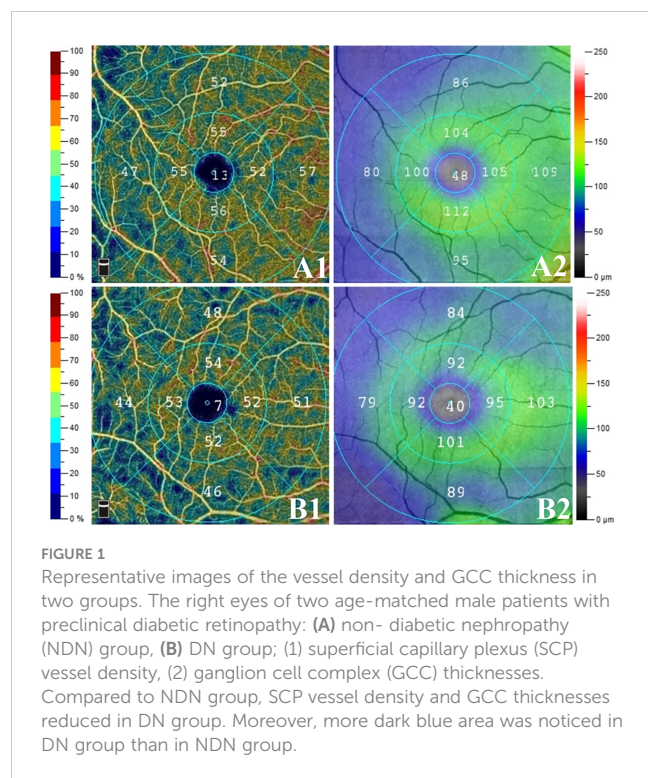 100
90
80
70
60
50
40
30
20
10
0 %
52
55
47 55 13 52 57
56
54
A1
86
104
80 100 48 105 109
112
95
A2
250
200
150
100
50
0 µm
100
90
80
70
60
50
40
30
20
10
0 %
48
54
44 53 7 52 51
52
46
B1
84
92
79 92 40 95 103
101
89
B2
250
200
150
100
50
0 µm
FIGURE 1
Representative images of the vessel density and GCC thickness in
two groups. The right eyes of two age-matched male patients with
preclinical diabetic retinopathy: (A) non- diabetic nephropathy
(NDN) group, (B) DN group; (1) superficial capillary plexus (SCP)
vessel density, (2) ganglion cell complex (GCC) thicknesses.
Compared to NDN group, SCP vessel density and GCC thicknesses
reduced in DN group. Moreover, more dark blue area was noticed in
DN group than in NDN group.